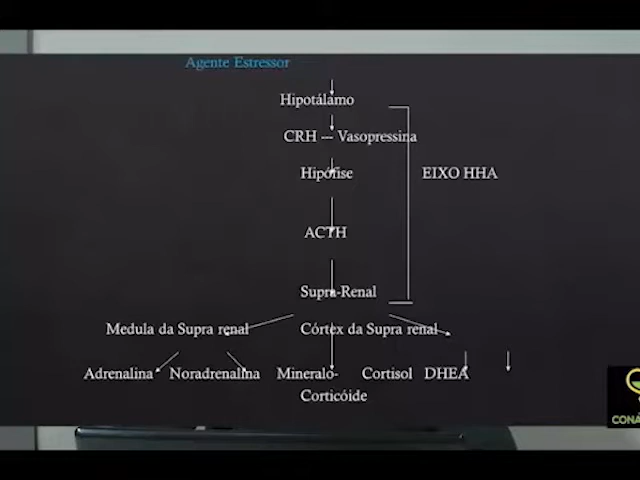 Agente Estressor
Hipotálamo
CRH --- Vasopressina
Hipófise EIXO HHA
ACTH
Supra-Renal
Medula da Supra renal Córtex da Supra renal
Adrenalina Noradrenalina Mineralo- Cortisol DHEA
Corticóide